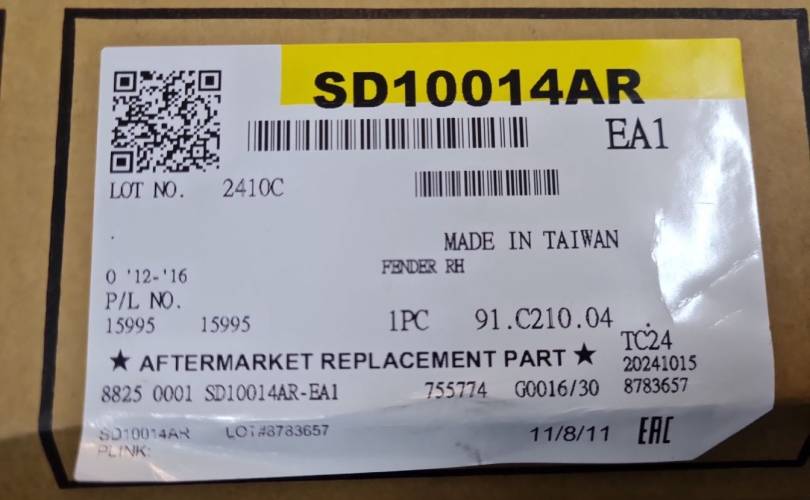 SD10014AR
EA1
LOT NO. 2410C
MADE IN TAIWAN
FENDER RH
O '12-'16
P/L NO.
15995 15995 1PC 91.C210.04
TC24
★ AFTERMARKET REPLACEMENT PART ★ 20241015
8825 0001 SD10014AR-EA1 755774 G0016/30 8783657
SD10014AR LOT#8783657 11/8/11 EAC
PLINK: